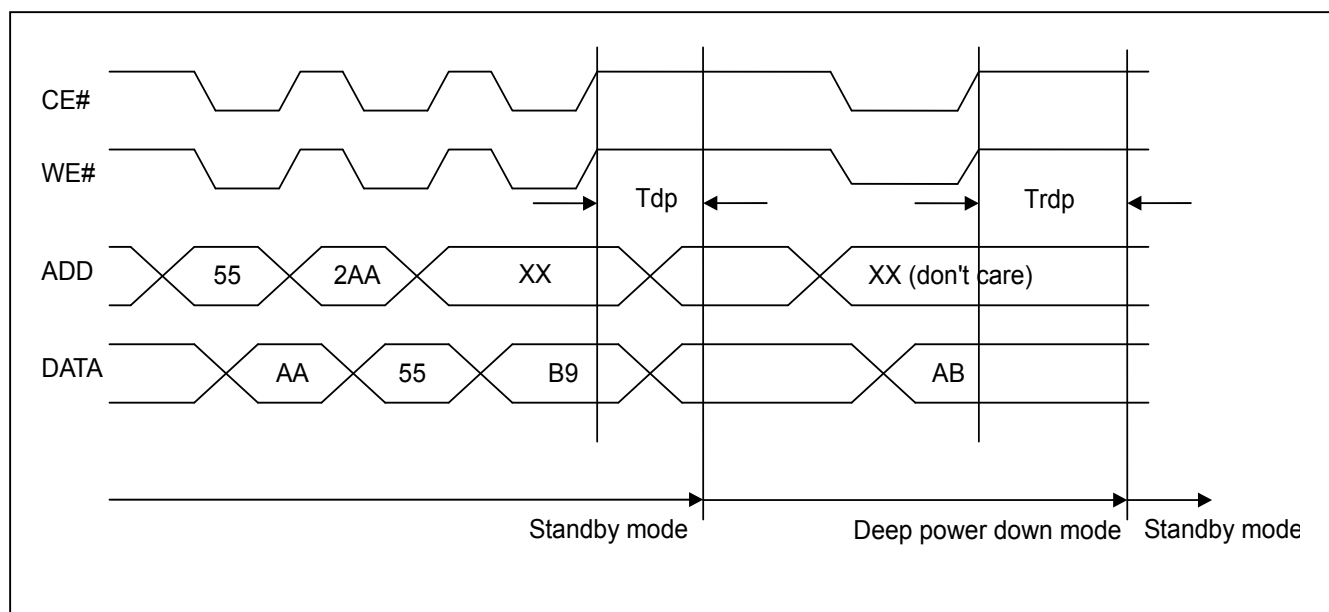 CE#
WE#
Tdp
Trdp
ADD
55
2AA
XX
XX (don't care)
DATA
AA
55
B9
AB
Standby mode
Deep power down mode
Standby mode